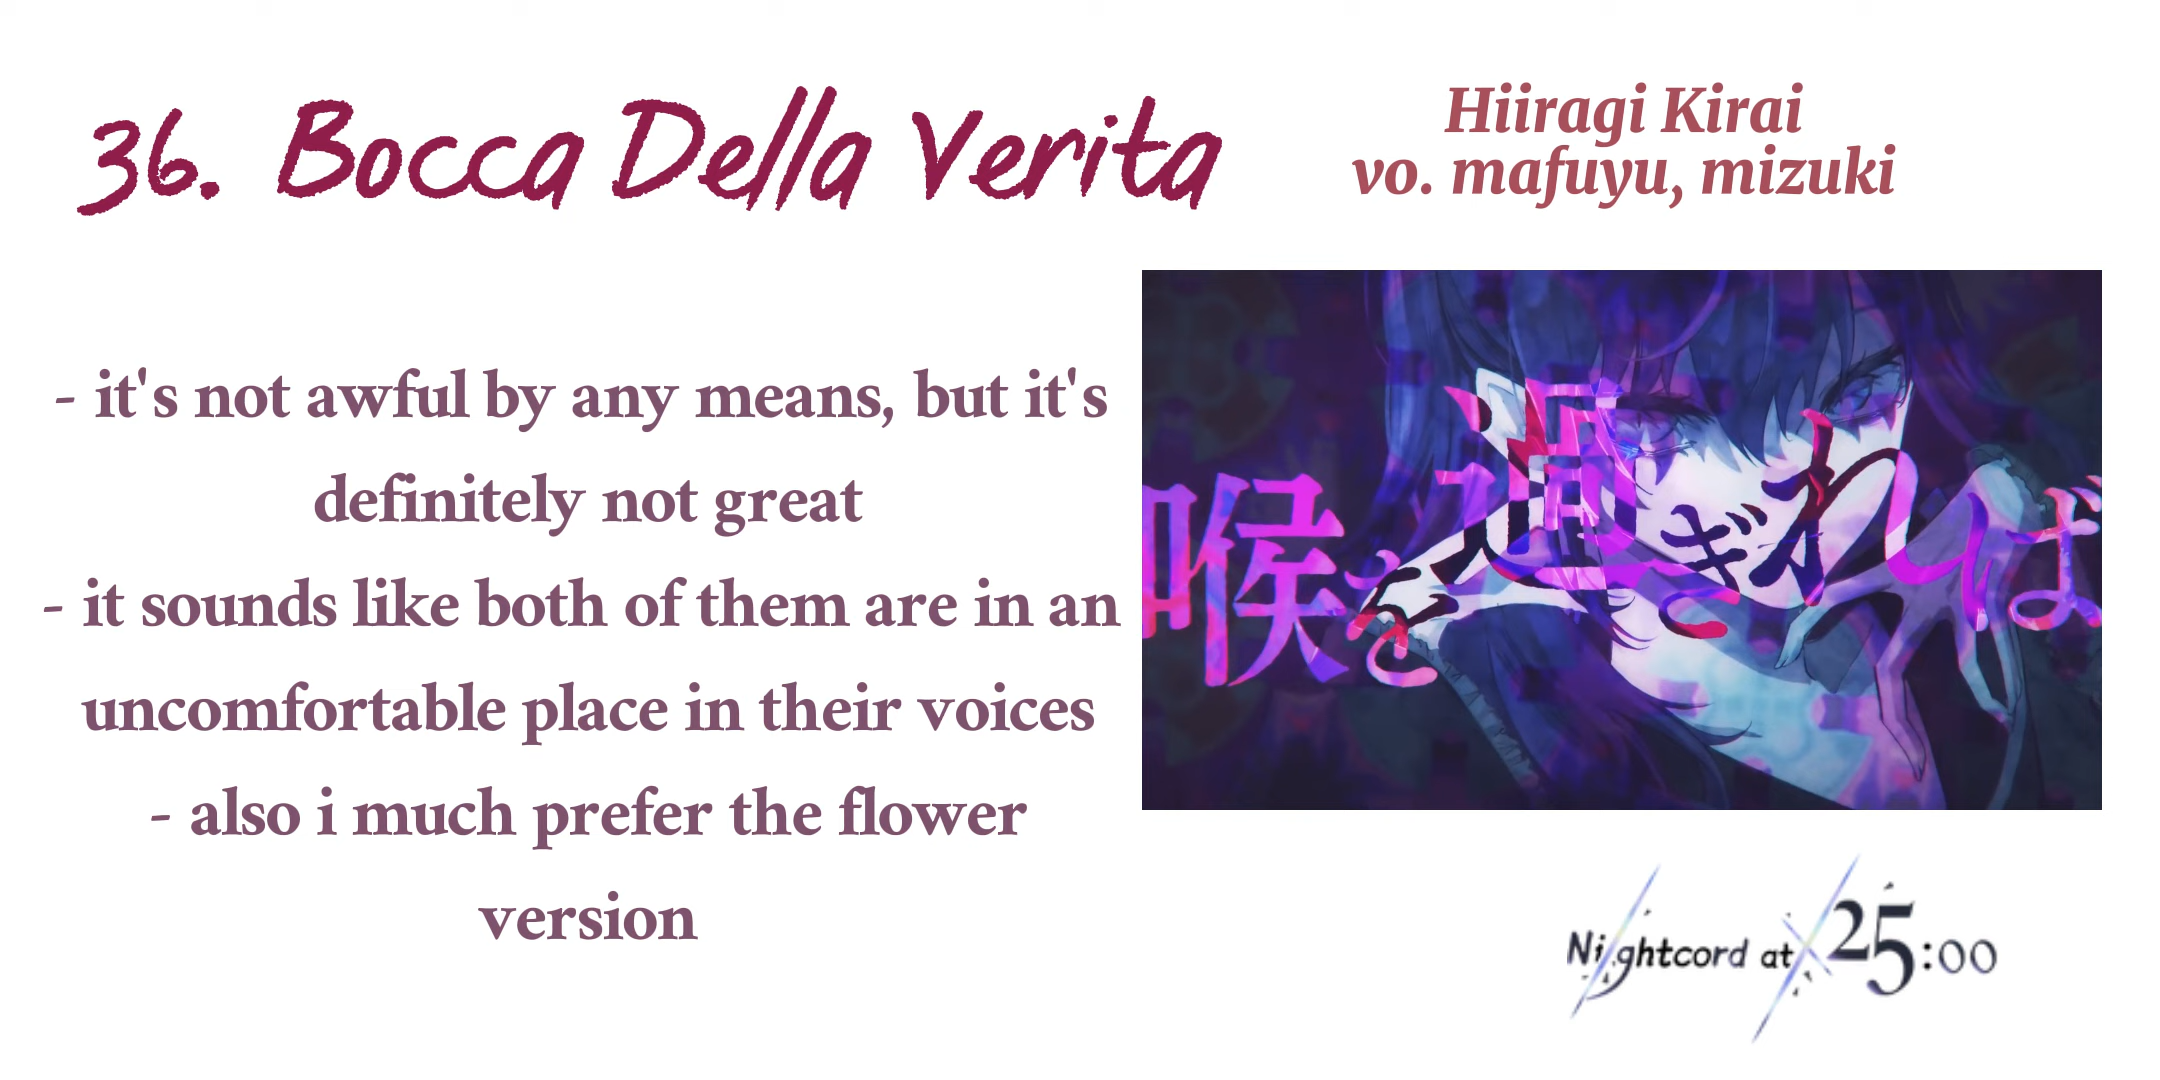 36. Bocca Della Verita
Hiiragi Kirai
vo. mafuyu, mizuki
- it's not awful by any means, but it's
definitely not great
- it sounds like both of them are in an
uncomfortable place in their voices
- also i much prefer the flower
version
喉を過ぎれば
Nightcord at 25:00